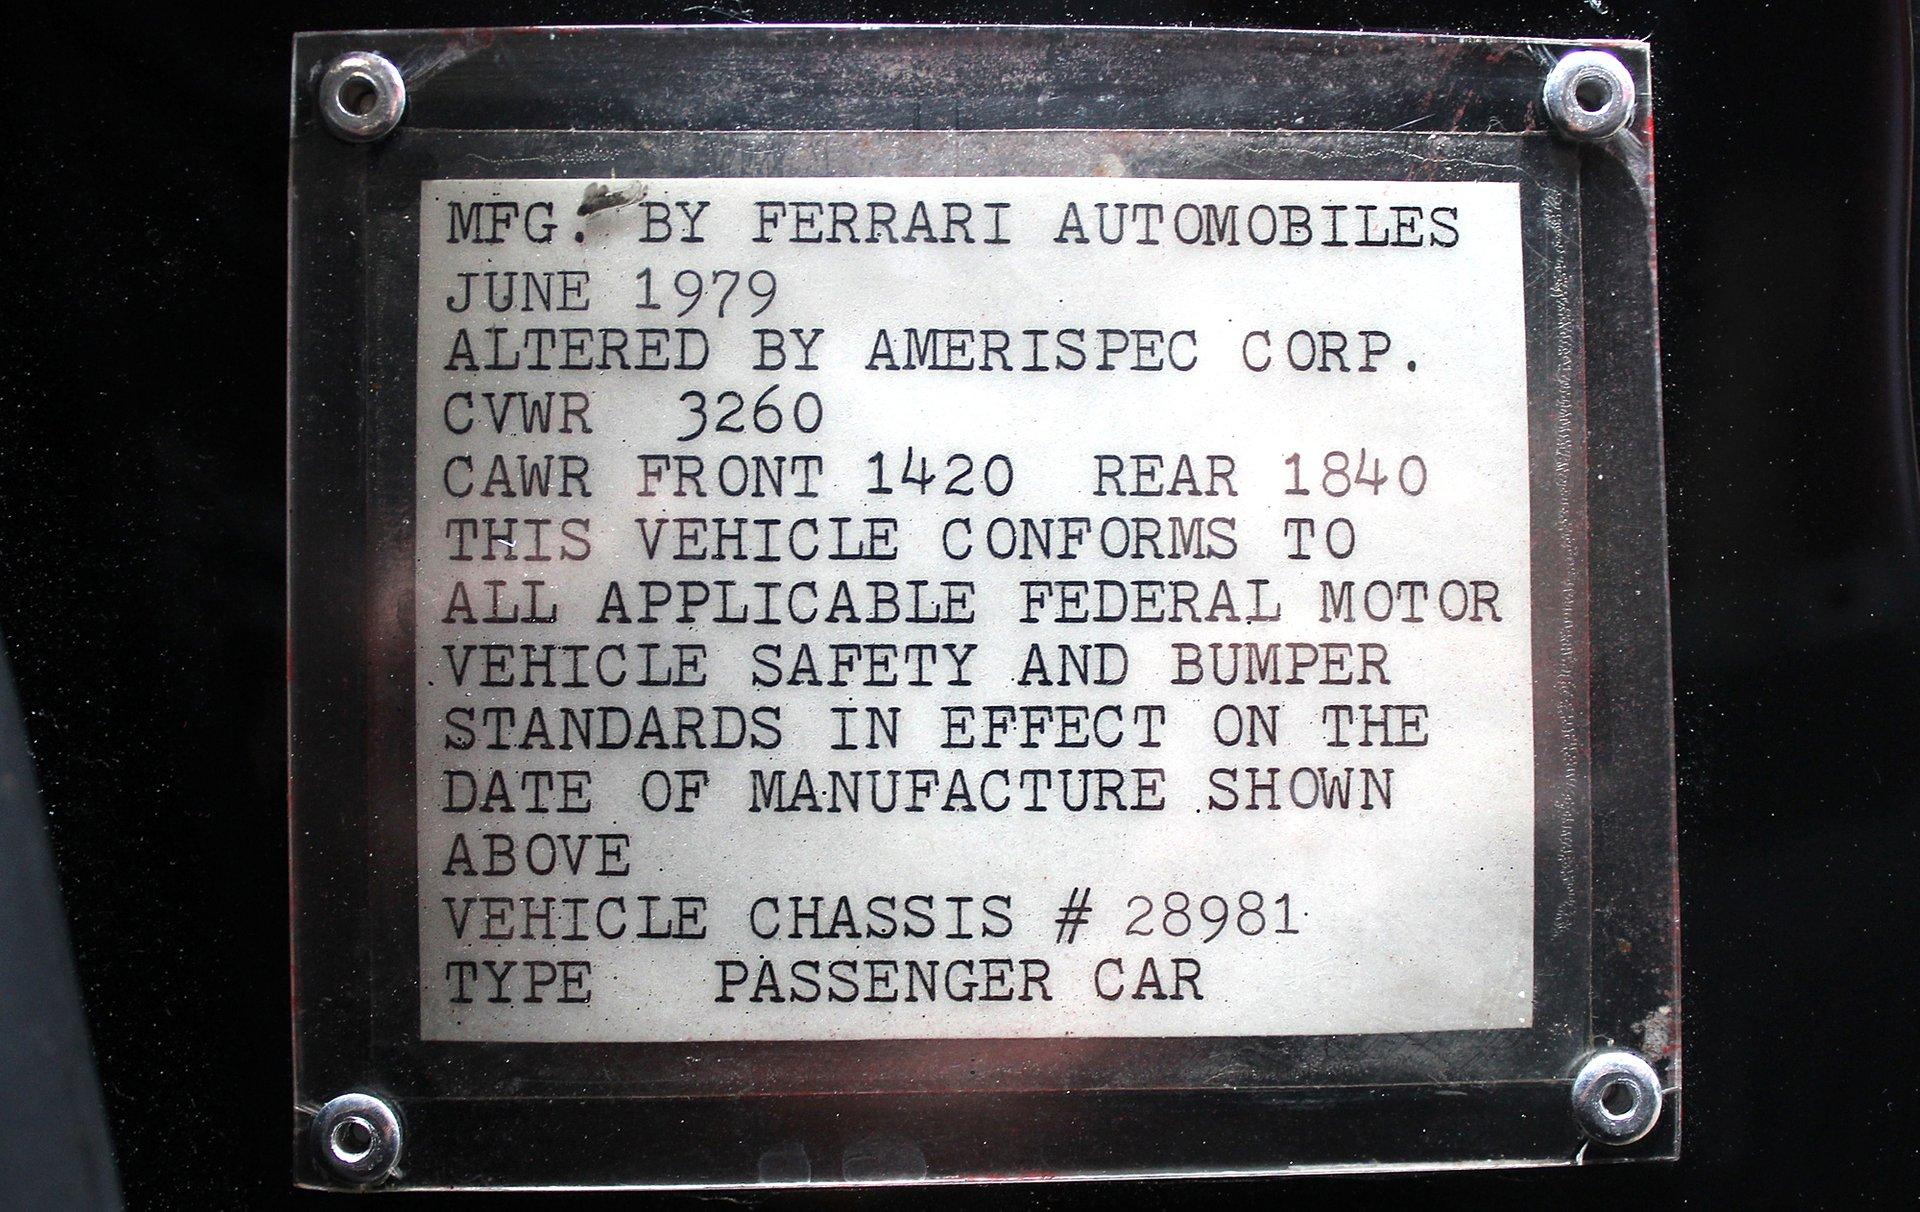 MFG. BY FERRARI AUTOMOBILES
JUNE 1979
ALTERED BY AMERISPEC CORP.
CVWR 3260
CAWR FRONT 1420 REAR 1840
THIS VEHICLE CONFORMS TO
ALL APPLICABLE FEDERAL MOTOR
VEHICLE SAFETY AND BUMPER
STANDARDS IN EFFECT ON THE
DATE OF MANUFACTURE SHOWN
ABOVE
VEHICLE CHASSIS # 28981
TYPE PASSENGER CAR